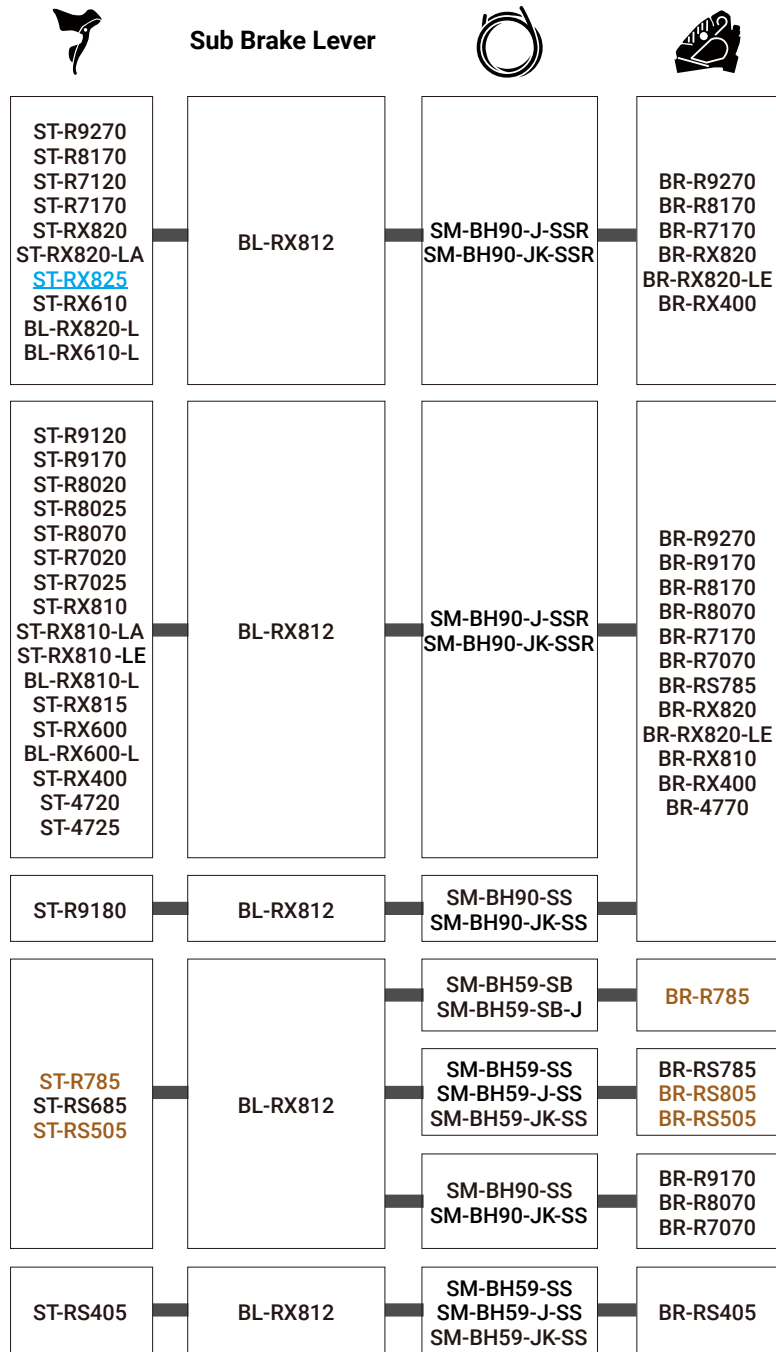 Sub Brake Lever
ST-R9270
ST-R8170
ST-R7120
ST-R7170
ST-RX820
ST-RX820-LA
ST-RX825
ST-RX610
BL-RX820-L
BL-RX610-L
BL-RX812
SM-BH90-J-SSR
SM-BH90-JK-SSR
BR-R9270
BR-R8170
BR-R7170
BR-RX820
BR-RX820-LE
BR-RX400
ST-R9120
ST-R9170
ST-R8020
ST-R8025
ST-R8070
ST-R7020
ST-R7025
ST-RX810
ST-RX810-LA
ST-RX810-LE
BL-RX810-L
ST-RX815
ST-RX600
BL-RX600-L
ST-RX400
ST-4720
ST-4725
BL-RX812
SM-BH90-J-SSR
SM-BH90-JK-SSR
BR-R9270
BR-R9170
BR-R8170
BR-R8070
BR-R7170
BR-R7070
BR-RS785
BR-RX820
BR-RX820-LE
BR-RX810
BR-RX400
BR-4770
ST-R9180
BL-RX812
SM-BH90-SS
SM-BH90-JK-SS
ST-R785
ST-RS685
ST-RS505
BL-RX812
SM-BH59-SB
SM-BH59-SB-J
BR-R785
SM-BH59-SS
SM-BH59-J-SS
SM-BH59-JK-SS
BR-RS785
BR-RS805
BR-RS505
SM-BH90-SS
SM-BH90-JK-SS
BR-R9170
BR-R8070
BR-R7070
ST-RS405
BL-RX812
SM-BH59-SS
SM-BH59-J-SS
SM-BH59-JK-SS
BR-RS405